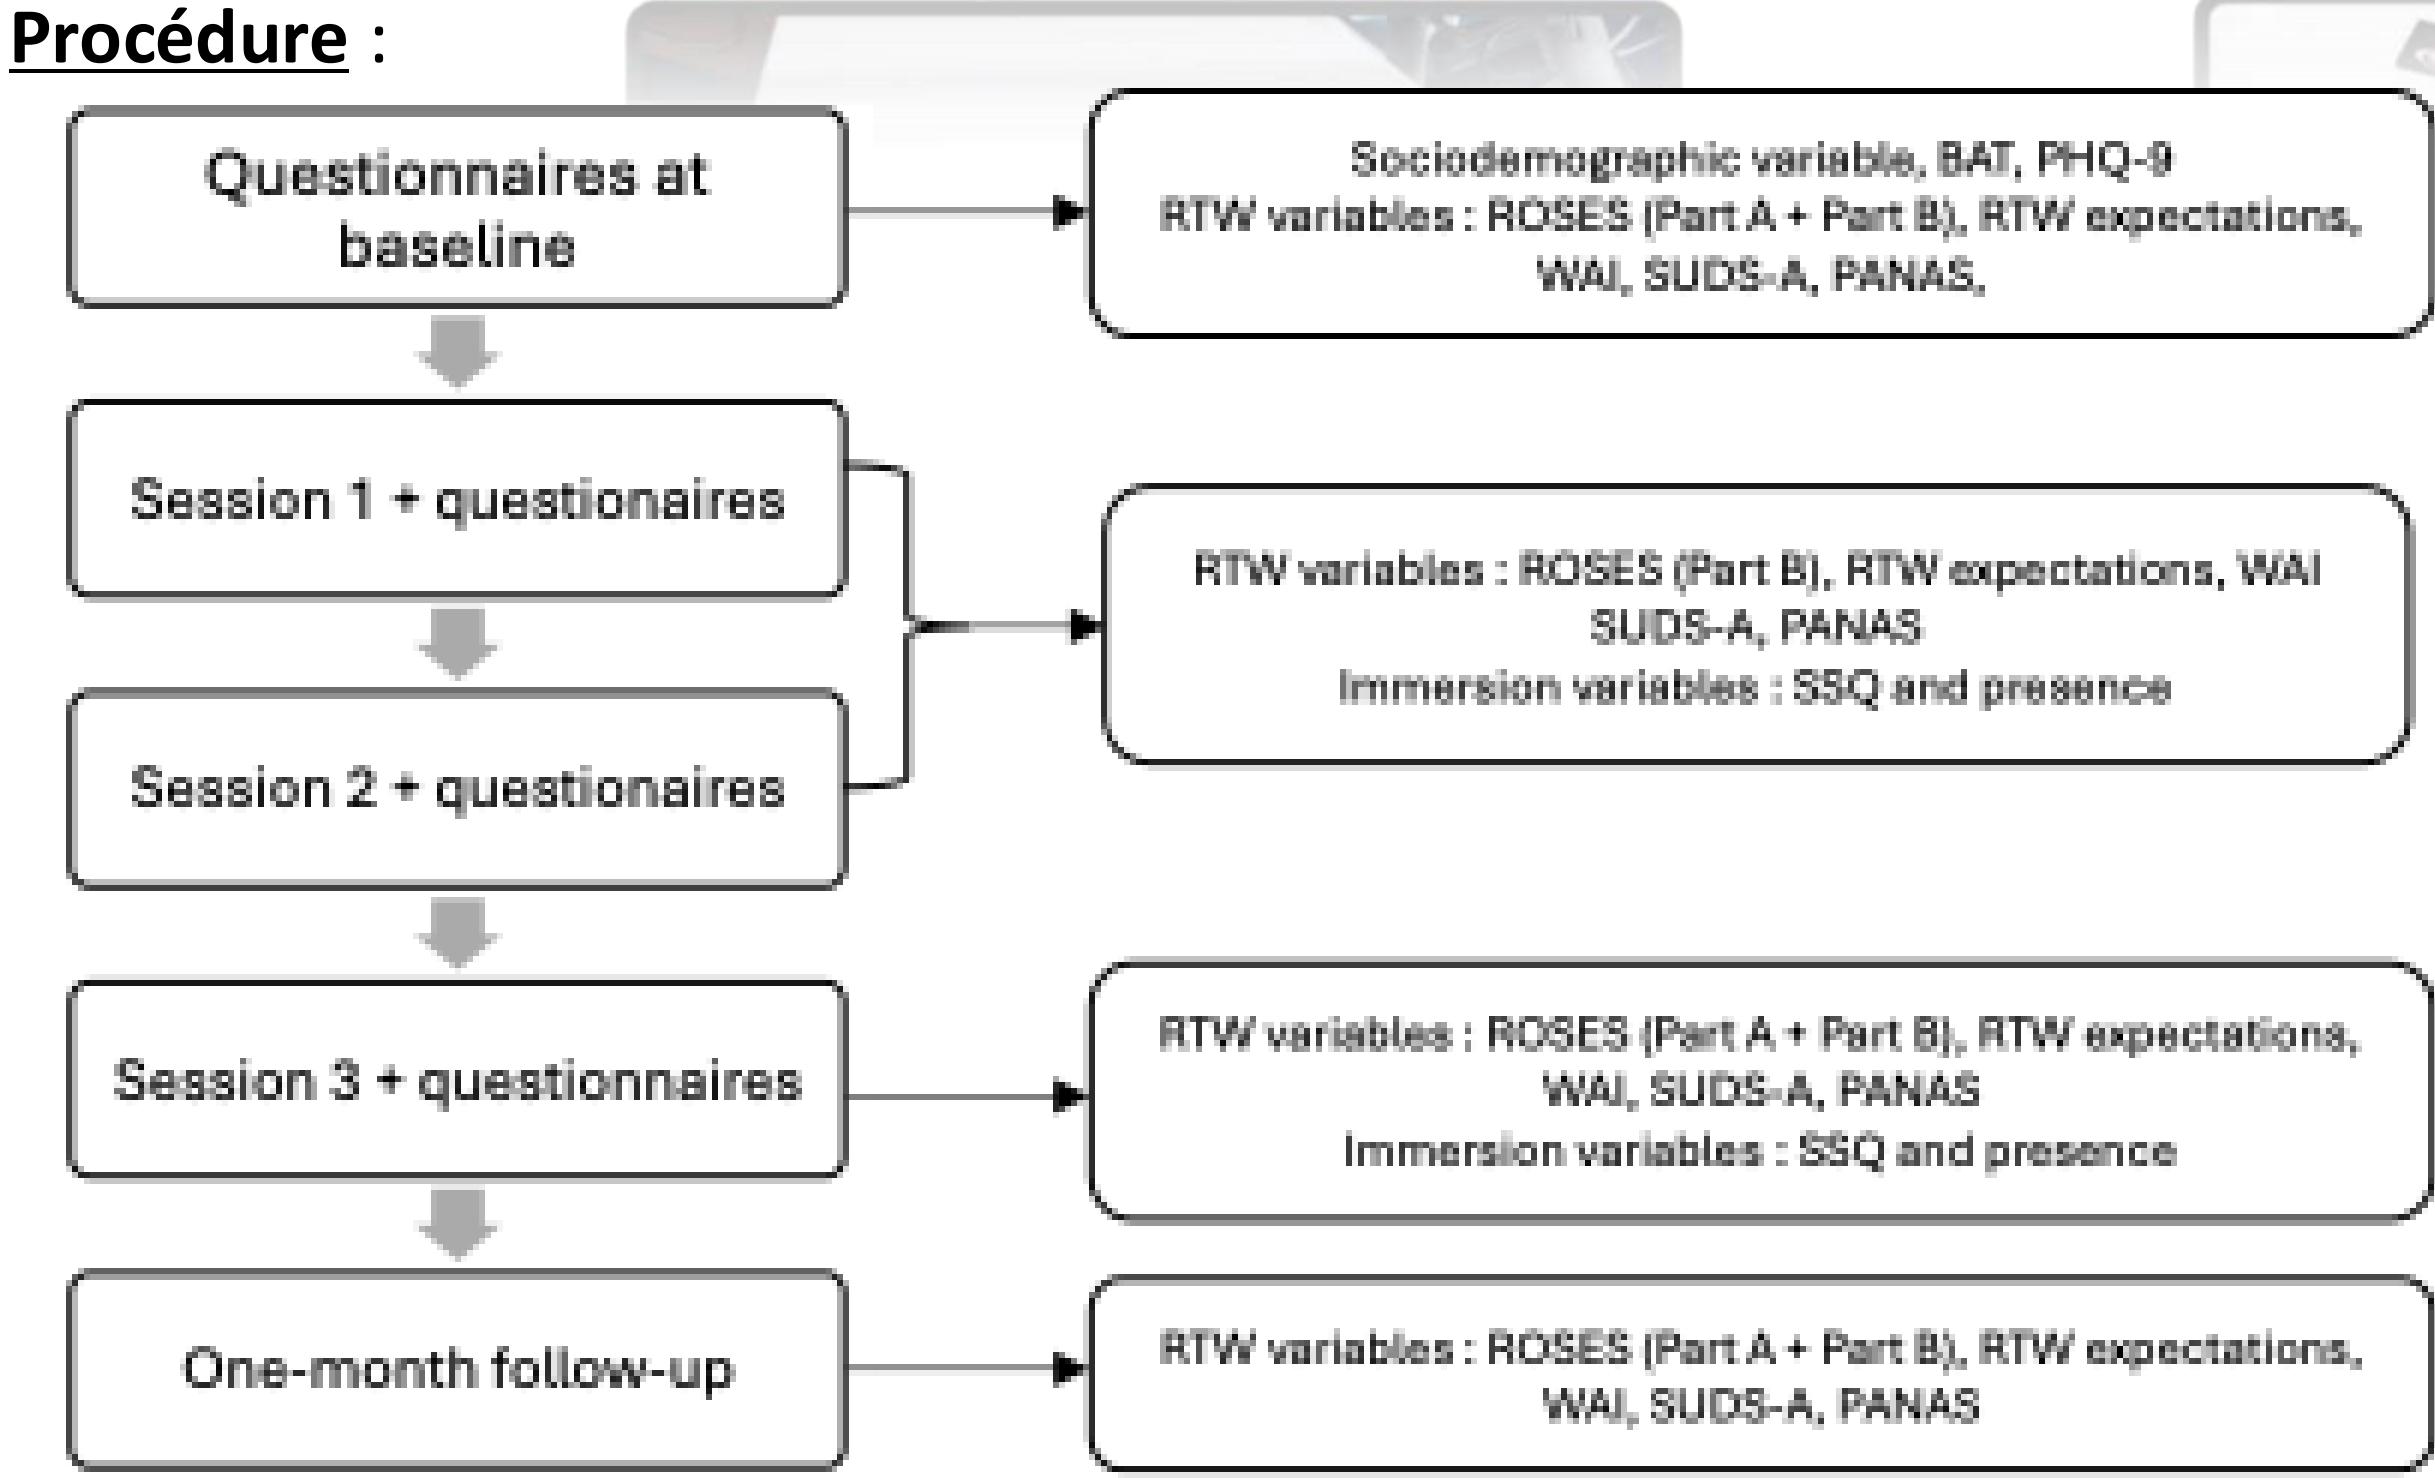 Procédure :
Questionnaires at
baseline
Sociodemographic variable, BAT, PHQ-9
RTW variables : ROSES (Part A + Part B), RTW expectations,
WAI, SUDS-A, PANAS,
Session 1 + questionaires
Session 2 + questionaires
RTW variables : ROSES (Part B), RTW expectations, WAI
SUDS-A, PANAS
Immersion variables : SSQ and presence
Session 3 + questionnaires
RTW variables : ROSES (Part A + Part B), RTW expectations,
WAI, SUDS-A, PANAS
Immersion variables : SSQ and presence
One-month follow-up
RTW variables : ROSES (Part A + Part B), RTW expectations,
WAI, SUDS-A, PANAS